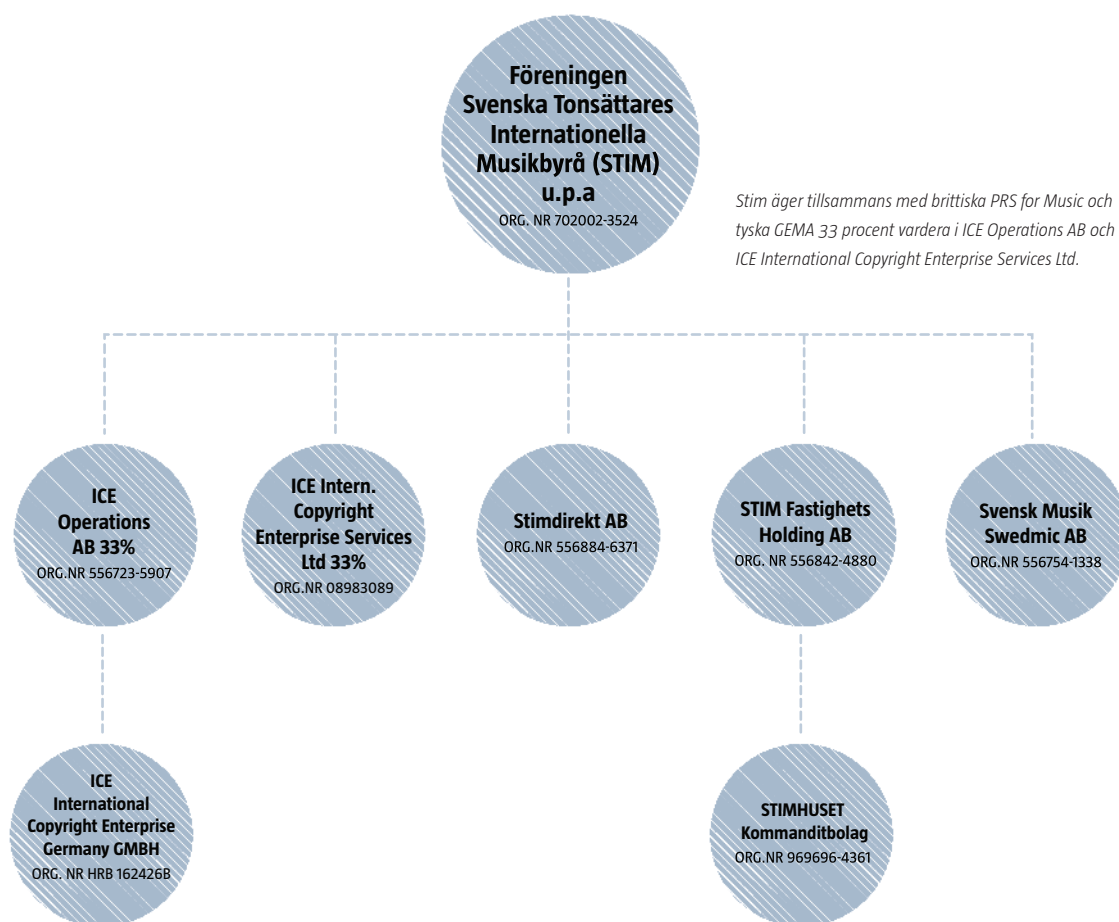 Föreningen
Svenska Tonsättares
Internationella
Musikbyrå (STIM)
u.p.a
ORG. NR 702002-3524
Stim äger tillsammans med brittiska PRS for Music och
tyska GEMA 33 procent vardera i ICE Operations AB och
ICE International Copyright Enterprise Services Ltd.
ICE
Operations
AB 33%
ORG.NR 556723-5907
ICE Intern.
Copyright
Enterprise Services
Ltd 33%
ORG.NR 08983089
Stimdirekt AB
ORG.NR 556884-6371
STIM Fastighets
Holding AB
ORG. NR 556842-4880
Svensk Musik
Swedmic AB
ORG.NR 556754-1338
ICE
International
Copyright Enterprise
Germany GMBH
ORG. NR HRB 162426B
STIMHUSET
Kommanditbolag
ORG.NR 969696-4361